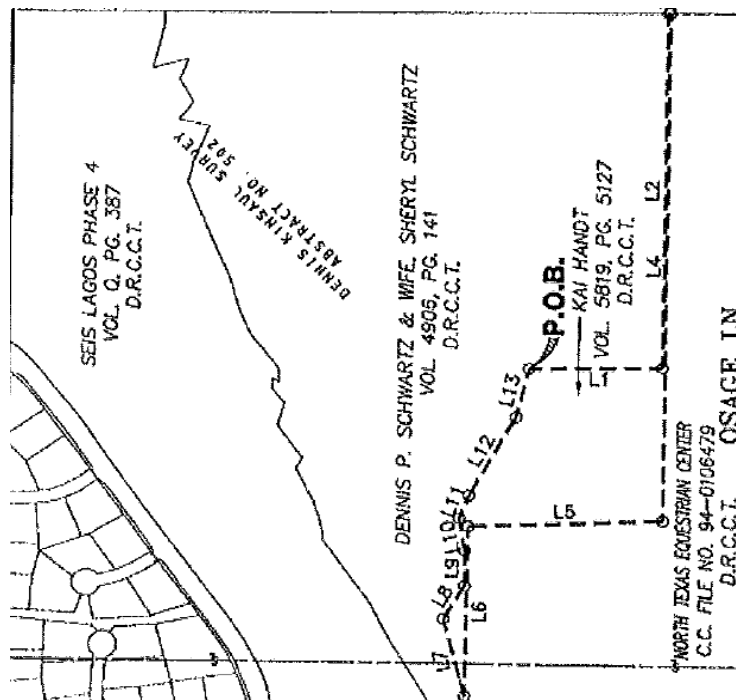 SEIS LAGOS PHASE 4
VOL. Q, PG. 387
D.R.C.C.T.
DENNIS KINSAUL SURVEY
ABSTRACT NO. 502
DENNIS P. SCHWARTZ & WIFE, SHERYL SCHWARTZ
VOL. 4905, PG. 141
D.R.C.C.T.
P.O.B.
KAI HANDT
VOL. 5819, PG. 5127
D.R.C.C.T.
L2
L4
L1
L13
L12
L11
L10
L9
L8
L7
L6
L5
NORTH TEXAS EQUESTRIAN CENTER
C.C. FILE NO. 94-0106479
D.R.C.C.T.
OSAGE LN